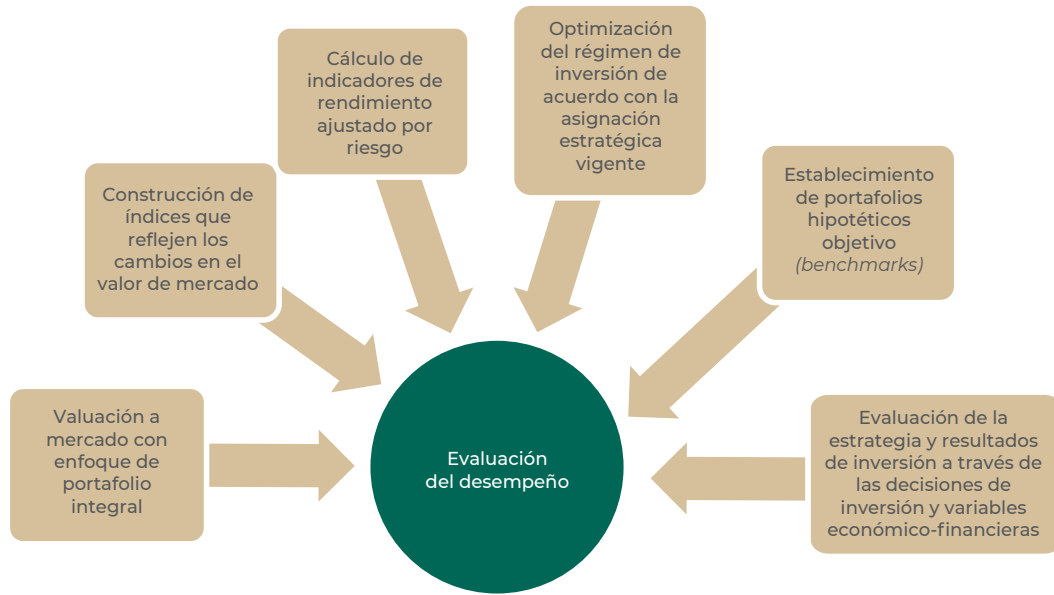 Valuación a
mercado con
enfoque de
portafolio
integral
Construcción de
índices que
reflejen los
cambios en el
valor de mercado
Cálculo de
indicadores de
rendimiento
ajustado por
riesgo
Optimización
del régimen de
inversión de
acuerdo con la
asignación
estratégica
vigente
Establecimiento
de portafolios
hipotéticos
objetivo
(benchmarks)
Evaluación de la
estrategia y resultados
de inversión a través de
las decisiones de
inversión y variables
económico-financieras
Evaluación
del desempeño